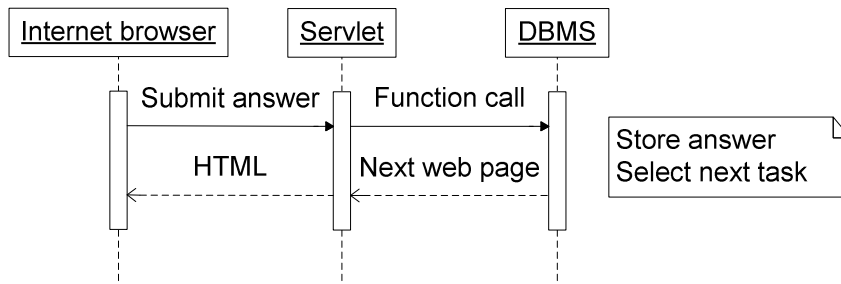 Internet browser
Servlet
DBMS
Submit answer
Function call
HTML
Next web page
Store answer
Select next task